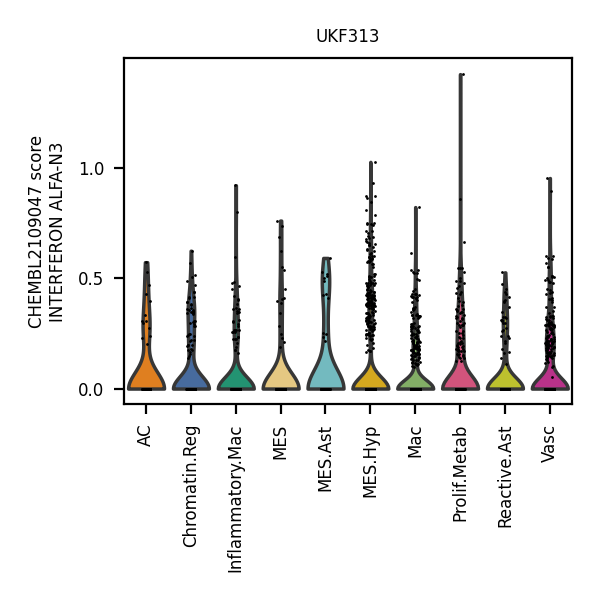 UKF313
CHEMBL2109047 score
INTERFERON ALFA-N3
1.0
0.5
0.0
AC
Chromatin.Reg
Inflammatory.Mac
MES
MES.Ast
MES.Hyp
Mac
Prolif.Metab
Reactive.Ast
Vasc